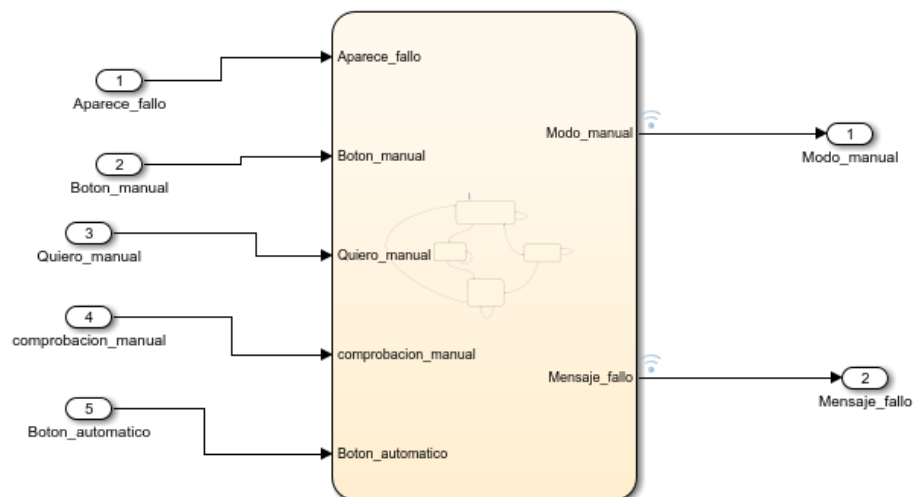 1
Aparece_fallo
2
Boton_manual
3
Quiero_manual
4
comprobacion_manual
5
Boton_automatico
Aparece_fallo
Boton_manual
Quiero_manual
comprobacion_manual
Boton_automatico
Modo_manual
Mensaje_fallo
1
Modo_manual
2
Mensaje_fallo